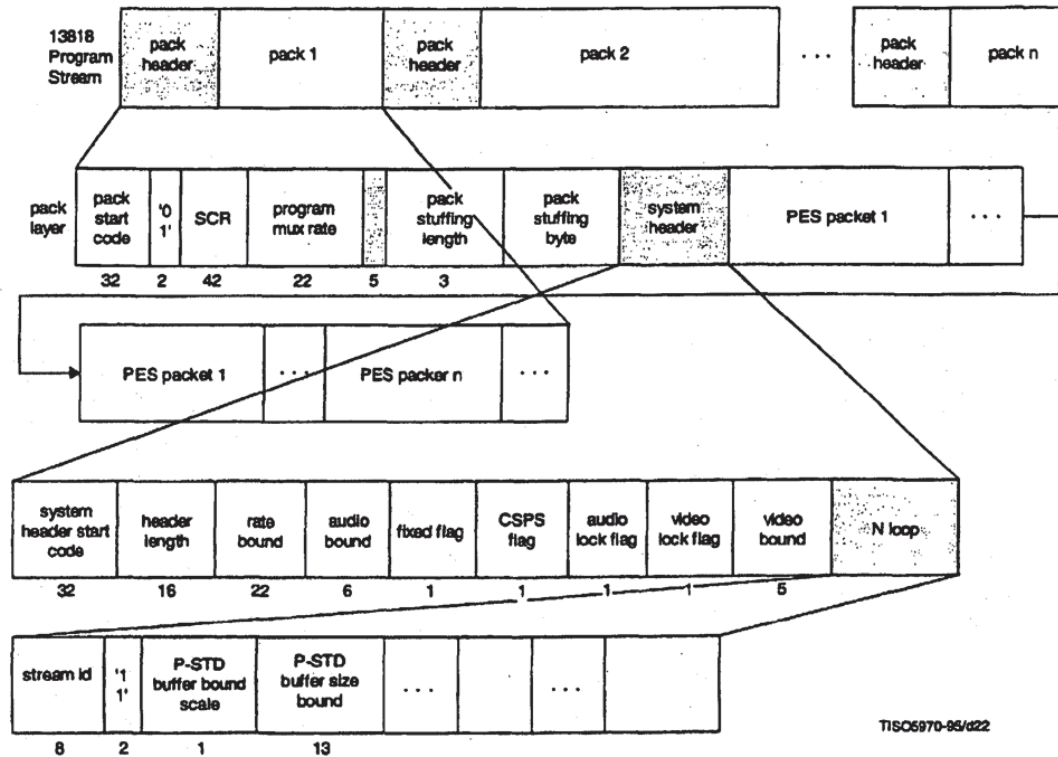 13818
Program
Stream
pack
header
pack 1
pack
header
pack 2
. . .
pack
header
pack n
pack
layer
pack
start
code
'0
1'
SCR
program
mux rate
pack
stuffing
length
pack
stuffing
byte
system
header
PES packet 1
. . .
32
2
42
22
5
3
PES packet 1
. . .
PES packer n
. . .
system
header start
code
header
length
rate
bound
audio
bound
fixed flag
CSPS
flag
audio
lock flag
video
lock flag
video
bound
N loop
32
16
22
6
1
1
1
1
5
stream id
'1
1'
P-STD
buffer bound
scale
P-STD
buffer size
bound
. . .
. . .
8
2
1
13
TISO5970-95/d22